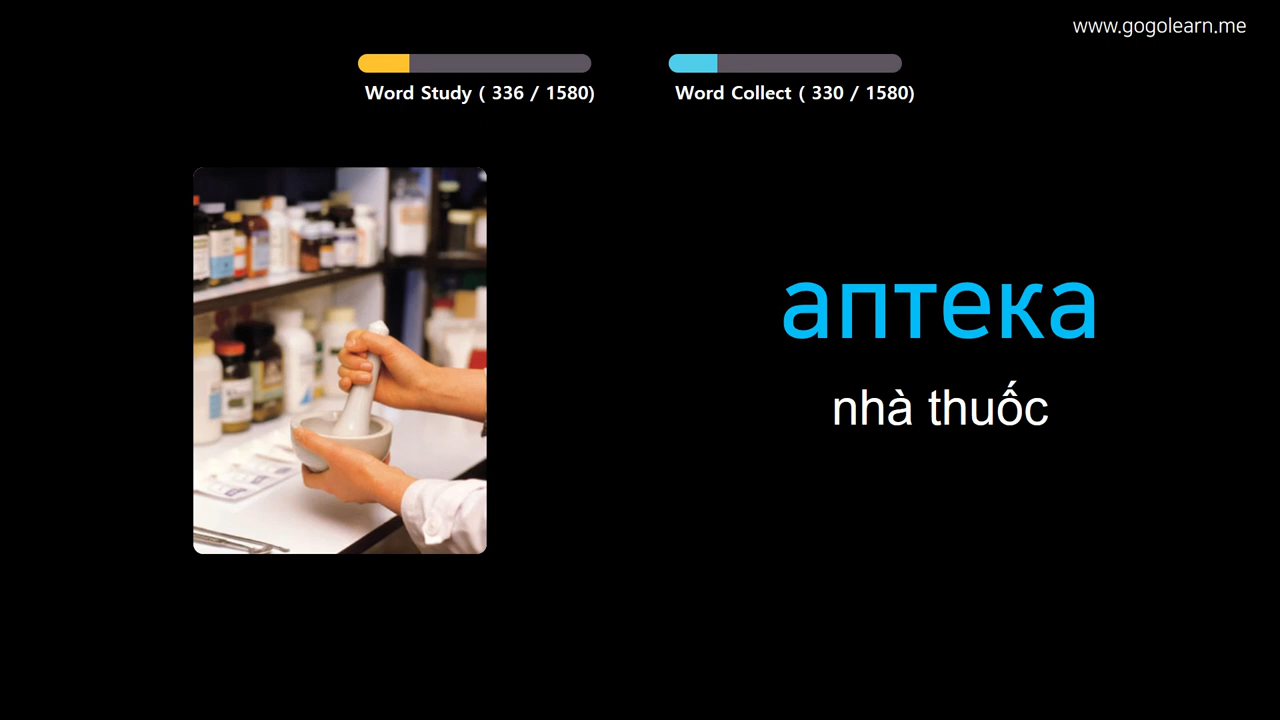 www.gogolearn.me
Word Study ( 336 / 1580)
Word Collect ( 330 / 1580)
аптека
nhà thuốc